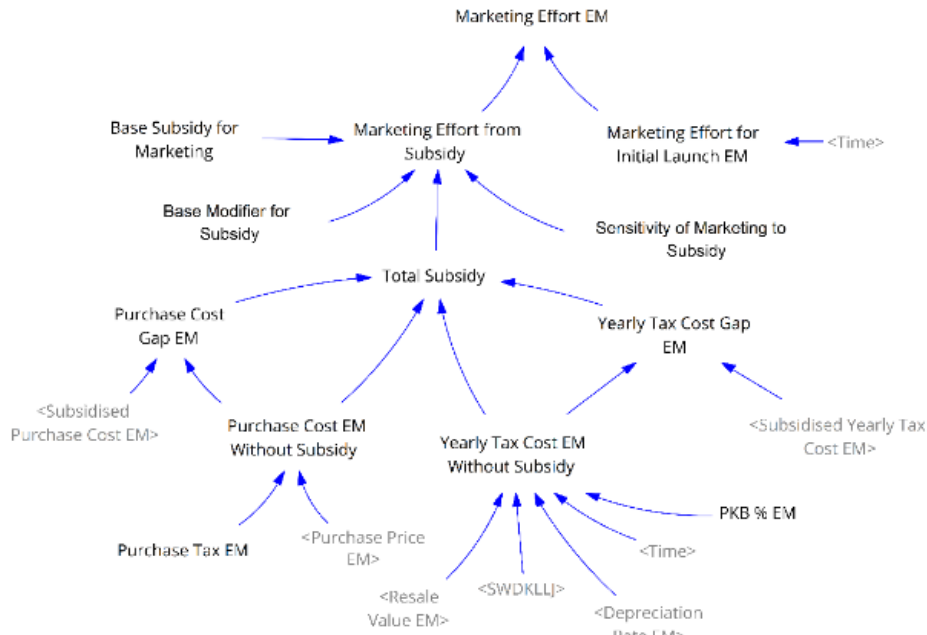 Marketing Effort EM
Base Subsidy for
Marketing
Marketing Effort from
Subsidy
Marketing Effort for
Initial Launch EM
<Time>
Base Modifier for
Subsidy
Sensitivity of Marketing to
Subsidy
Total Subsidy
Purchase Cost
Gap EM
Yearly Tax Cost Gap
EM
<Subsidised
Purchase Cost EM>
Purchase Cost EM
Without Subsidy
Yearly Tax Cost EM
Without Subsidy
<Subsidised Yearly Tax
Cost EM>
Purchase Tax EM
<Purchase Price
EM>
PKB % EM
<Time>
<Resale
Value EM>
<SWDKLLJ>
<Depreciation
Rate EM>